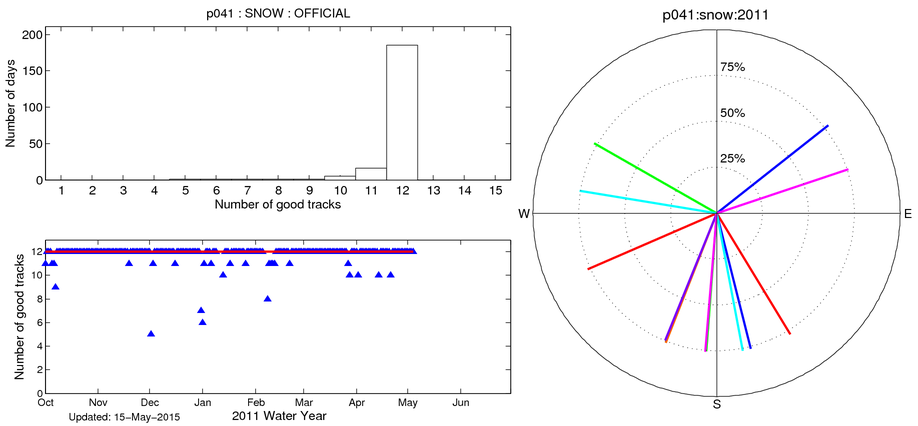 p041 : SNOW : OFFICIAL
Number of days
200
150
100
50
0
1 2 3 4 5 6 7 8 9 10 11 12 13 14 15
Number of good tracks
Number of good tracks
12
10
8
6
4
2
0
Oct Nov Dec Jan Feb Mar Apr May Jun
Updated: 15-May-2015
2011 Water Year
p041:snow:2011
75%
50%
25%
W
E
S